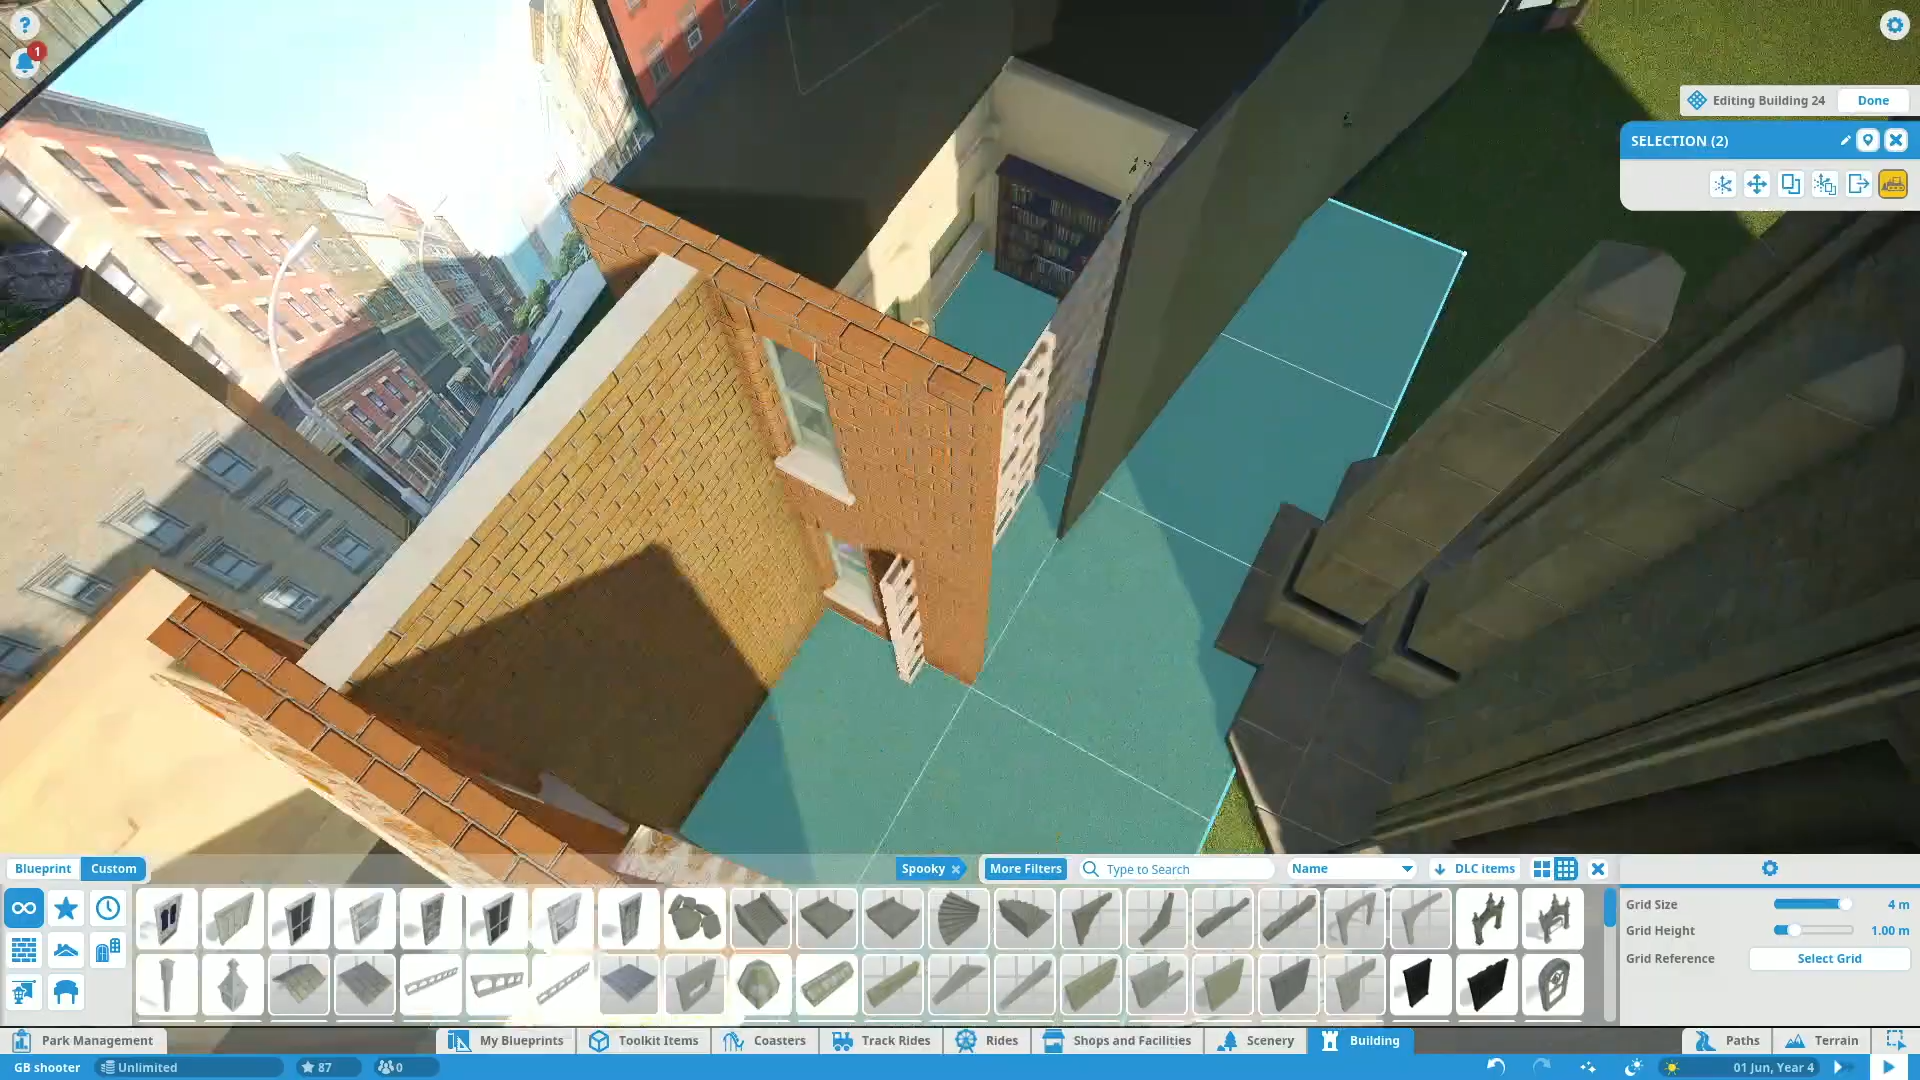 ?
1
Editing Building 24
Done
SELECTION (2)
Blueprint
Custom
Spooky
More Filters
Type to Search
Name
DLC items
Grid Size
4 m
Grid Height
1.00 m
Grid Reference
Select Grid
Park Management
My Blueprints
Toolkit Items
Coasters
Track Rides
Rides
Shops and Facilities
Scenery
Building
Paths
Terrain
GB shooter
Unlimited
87
0
01 Jun, Year 4